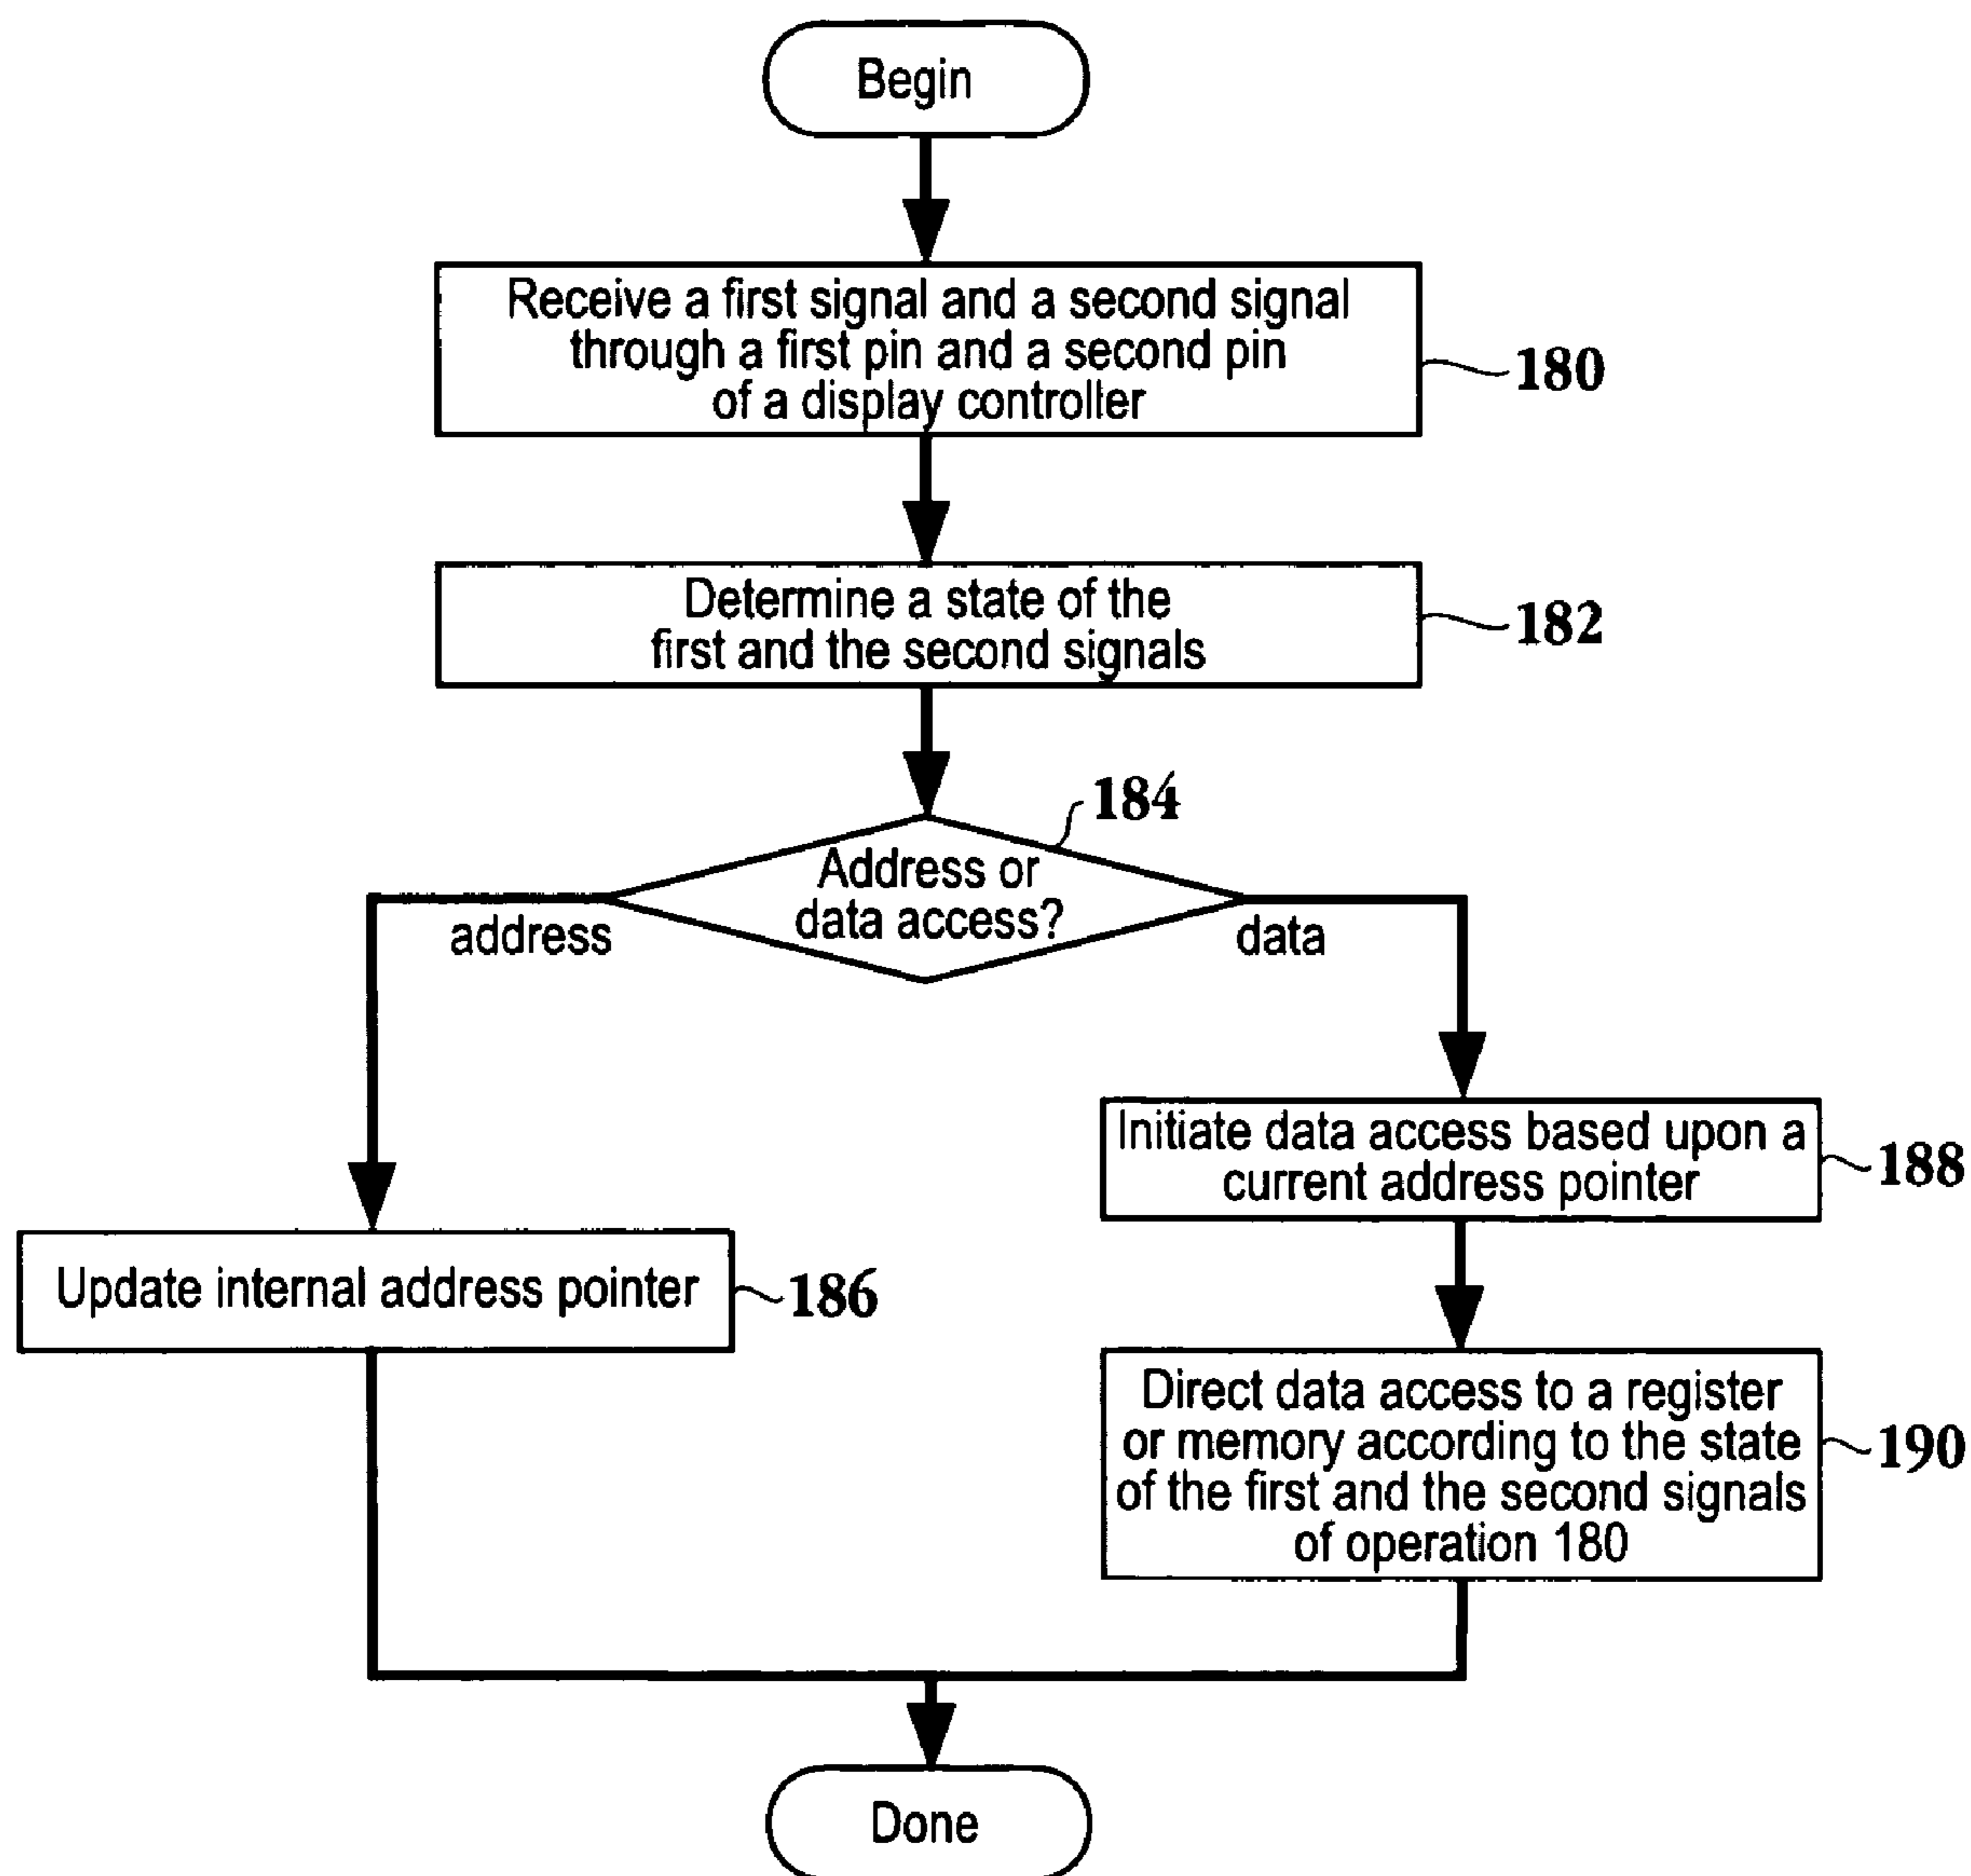 Begin
Receive a first signal and a second signal
through a first pin and a second pin
of a display controller
180
Determine a state of the
first and the second signals
182
184
Address or
data access?
address
data
Initiate data access based upon a
current address pointer
188
Update internal address pointer
186
Direct data access to a register
or memory according to the state
of the first and the second signals
of operation 180
190
Done